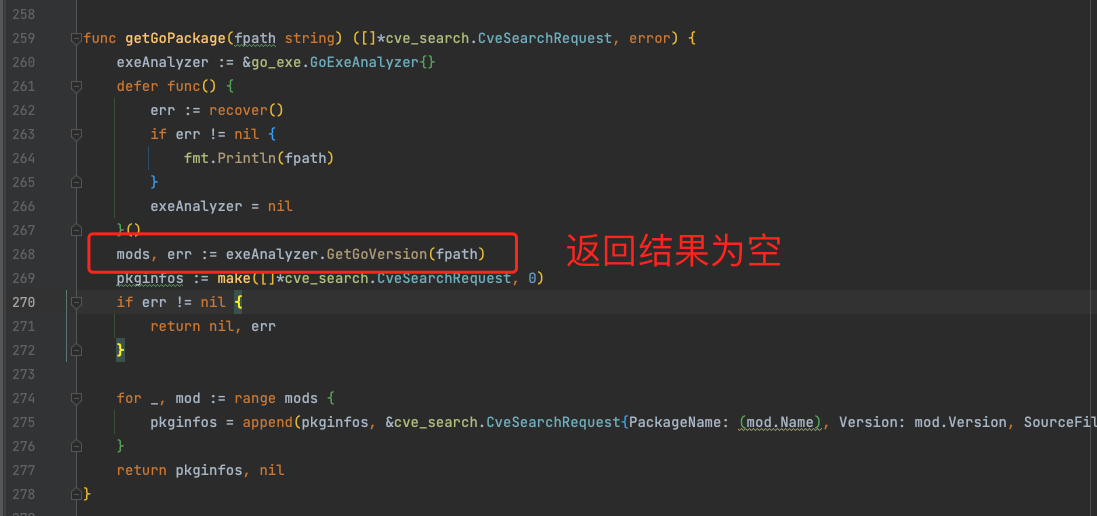 258
259 func getGoPackage(fpath string) ([]*cve_search.CveSearchRequest, error) {
260 exeAnalyzer := &go_exe.GoExeAnalyzer{}
261 defer func() {
262 err := recover()
263 if err != nil {
264 fmt.Println(fpath)
265 }
266 exeAnalyzer = nil
267 }()
268 mods, err := exeAnalyzer.GetGoVersion(fpath) 返回结果为空
269 pkginfos := make([]*cve_search.CveSearchRequest, 0)
270 if err != nil {
271 return nil, err
272 }
273
274 for _, mod := range mods {
275 pkginfos = append(pkginfos, &cve_search.CveSearchRequest{PackageName: (mod.Name), Version: mod.Version, SourceFil
276 }
277 return pkginfos, nil
278 }